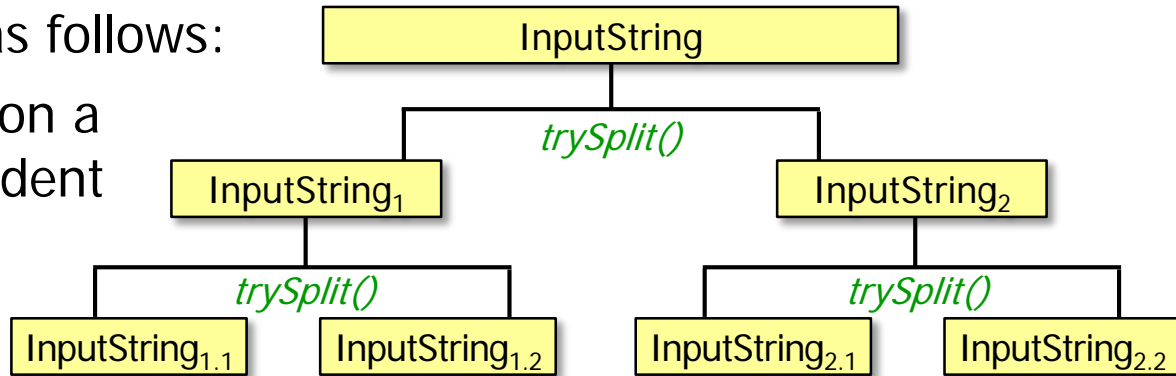 as follows:
InputString
on a
trySplit()
dent
InputString₁
InputString₂
trySplit()
trySplit()
InputString₁.₁
InputString₁.₂
InputString₂.₁
InputString₂.₂